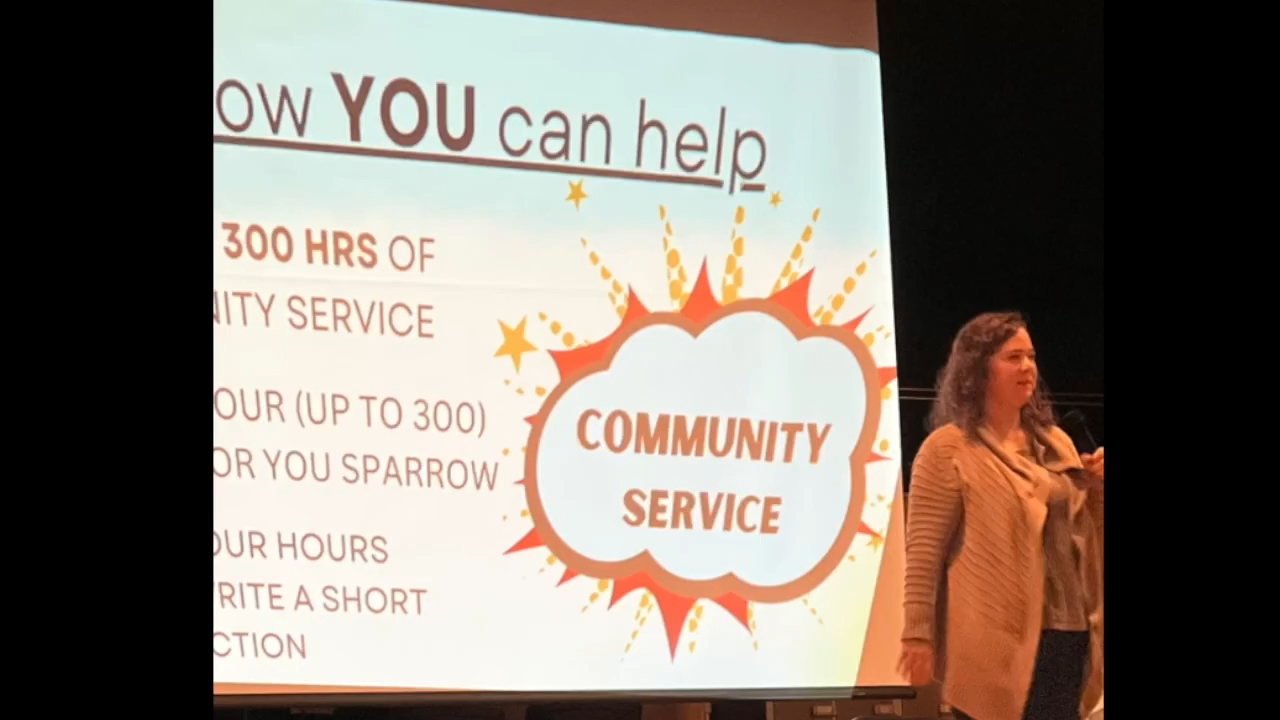 ow YOU can help
300 HRS OF
NITY SERVICE
OUR (UP TO 300)
OR YOU SPARROW
OUR HOURS
RITE A SHORT
CTION
COMMUNITY
SERVICE